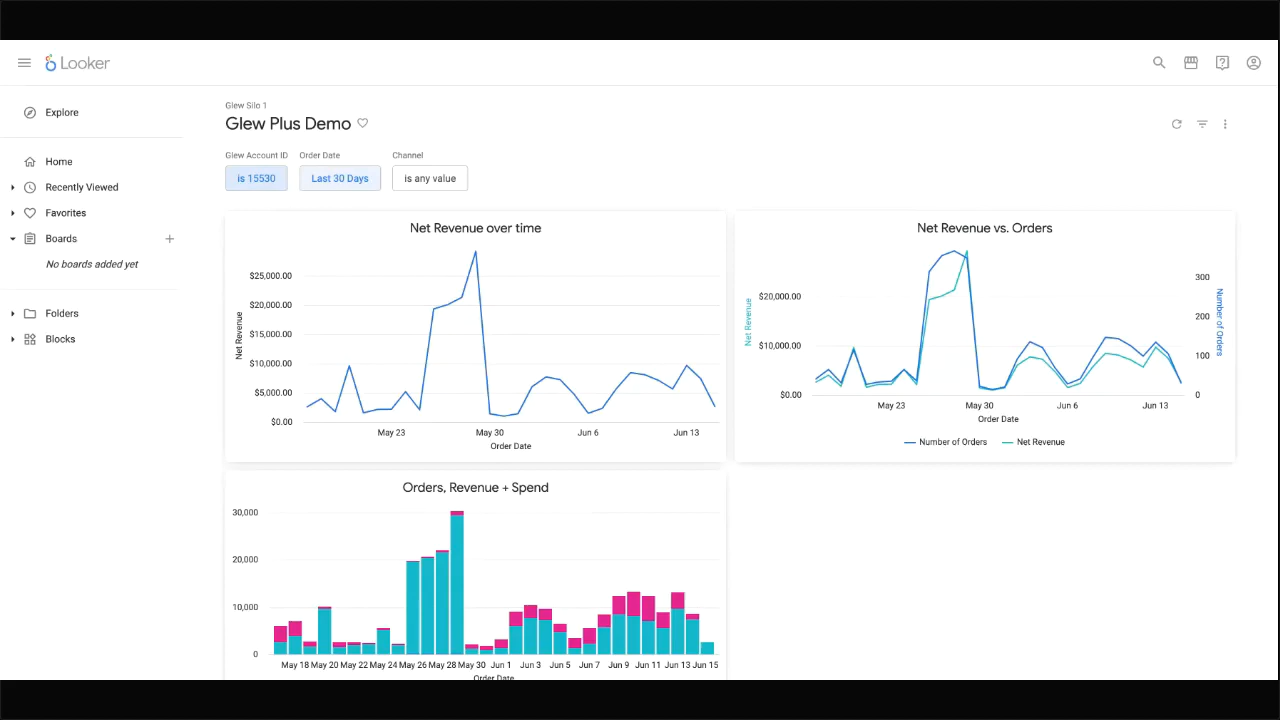 Looker
Explore
Home
Recently Viewed
Favorites
Boards
No boards added yet
Folders
Blocks
Glew Silo 1
Glew Plus Demo
Glew Account ID
is 15530
Order Date
Last 30 Days
Channel
is any value
Net Revenue over time
Net Revenue
$25,000.00
$20,000.00
$15,000.00
$10,000.00
$5,000.00
$0.00
May 23 May 30 Jun 6 Jun 13
Order Date
Net Revenue vs. Orders
Net Revenue
$20,000.00
$10,000.00
$0.00
300
200
100
0
Number of Orders
May 23 May 30 Jun 6 Jun 13
Order Date
Number of Orders Net Revenue
Orders, Revenue + Spend
30,000
20,000
10,000
0
May 18 May 20 May 22 May 24 May 26 May 28 May 30 Jun 1 Jun 3 Jun 5 Jun 7 Jun 9 Jun 11 Jun 13 Jun 15
Order Date